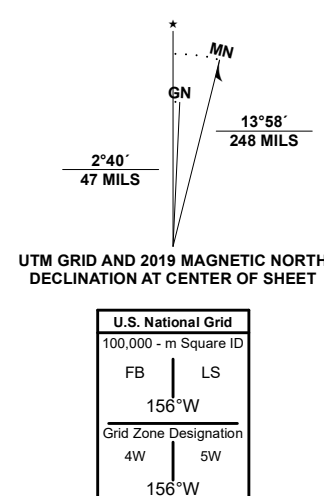 ★
MN
GN
13°58´
248 MILS
2°40´
47 MILS
UTM GRID AND 2019 MAGNETIC NORTH
DECLINATION AT CENTER OF SHEET
U.S. National Grid
100,000 - m Square ID
FB LS
156°W
Grid Zone Designation
4W 5W
156°W